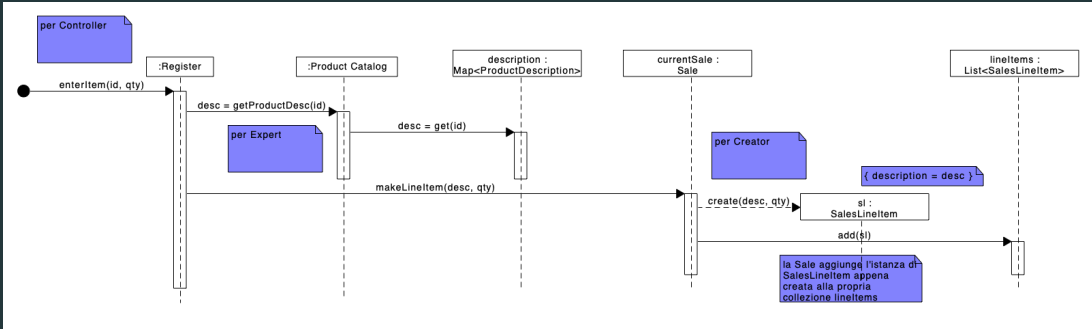 per Controller
:Register
:Product Catalog
description :
Map<ProductDescription>
currentSale :
Sale
lineItems :
List<SalesLineItem>
enterItem(id, qty)
desc = getProductDesc(id)
per Expert
desc = get(id)
per Creator
{ description = desc }
makeLineItem(desc, qty)
create(desc, qty)
sl :
SalesLineItem
add(sl)
la Sale aggiunge l'istanza di
SalesLineItem appena
creata alla propria
collezione lineItems